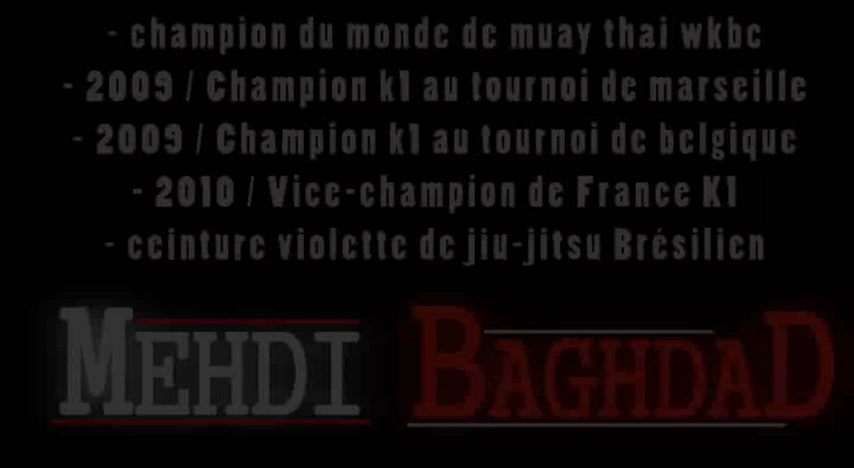 - champion du monde de muay thai wkbc
- 2009 / Champion k1 au tournoi de marseille
- 2009 / Champion k1 au tournoi de belgique
- 2010 / Vice-champion de France K1
- ceinture violette de jiu-jitsu Brésilien
MEHDI BAGHDAD